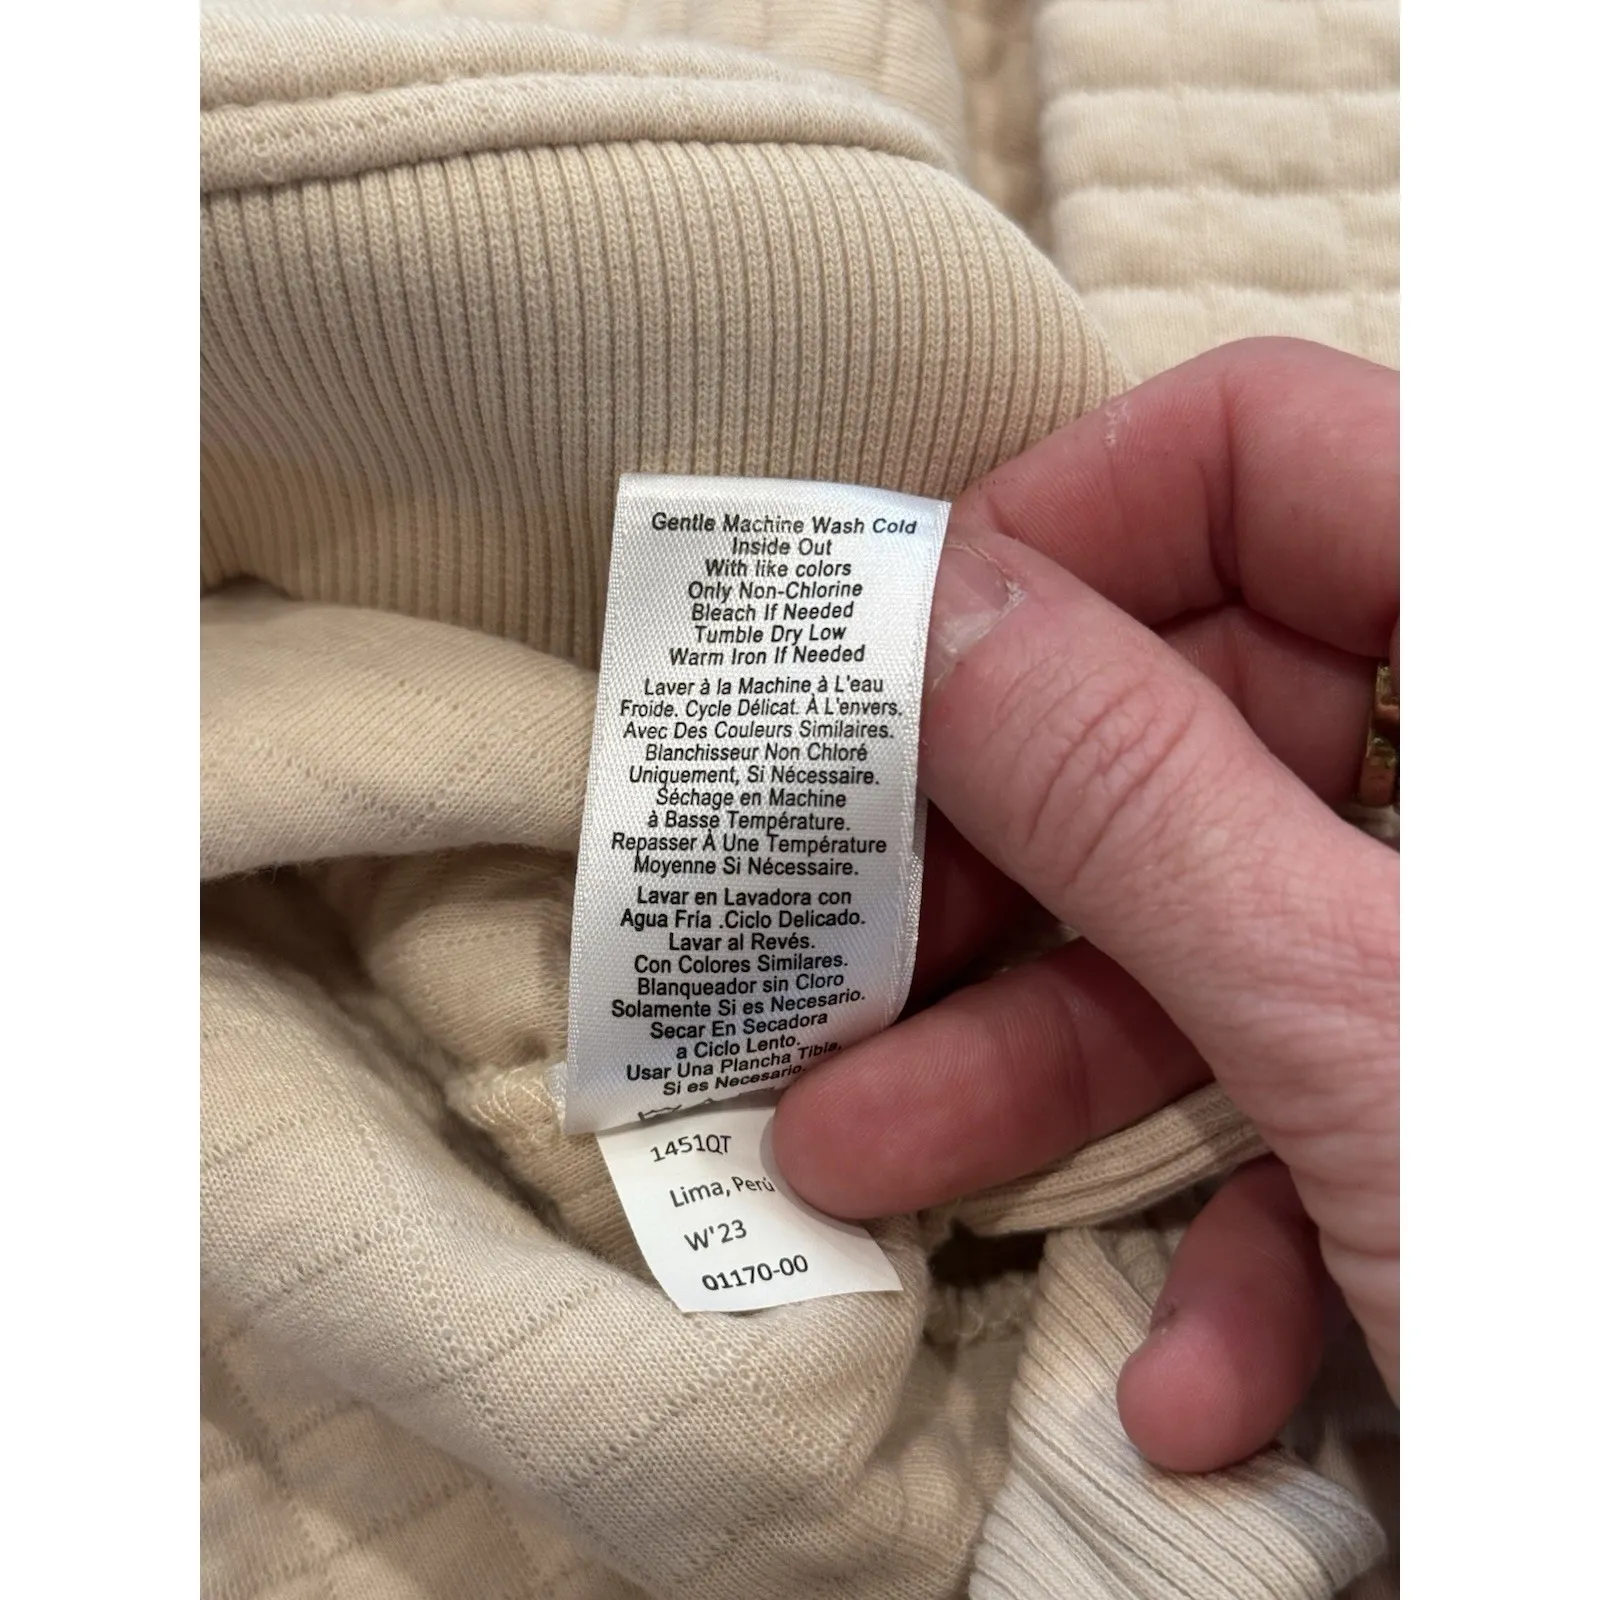 Gentle Machine Wash Cold
Inside Out
With like colors
Only Non-Chlorine
Bleach If Needed
Tumble Dry Low
Warm Iron If Needed
Laver à la Machine à L'eau
Froide. Cycle Délicat. À L'envers.
Avec Des Couleurs Similaires.
Blanchisseur Non Chloré
Uniquement, Si Nécessaire.
Séchage en Machine
à Basse Température.
Repasser À Une Température
Moyenne Si Nécessaire.
Lavar en Lavadora con
Agua Fría .Ciclo Delicado.
Lavar al Revés.
Con Colores Similares.
Blanqueador sin Cloro
Solamente Si es Necesario.
Secar En Secadora
a Ciclo Lento.
Usar Una Plancha Tibia,
Si es Necesario.
1451QT
Lima, Perú
W'23
01170-00